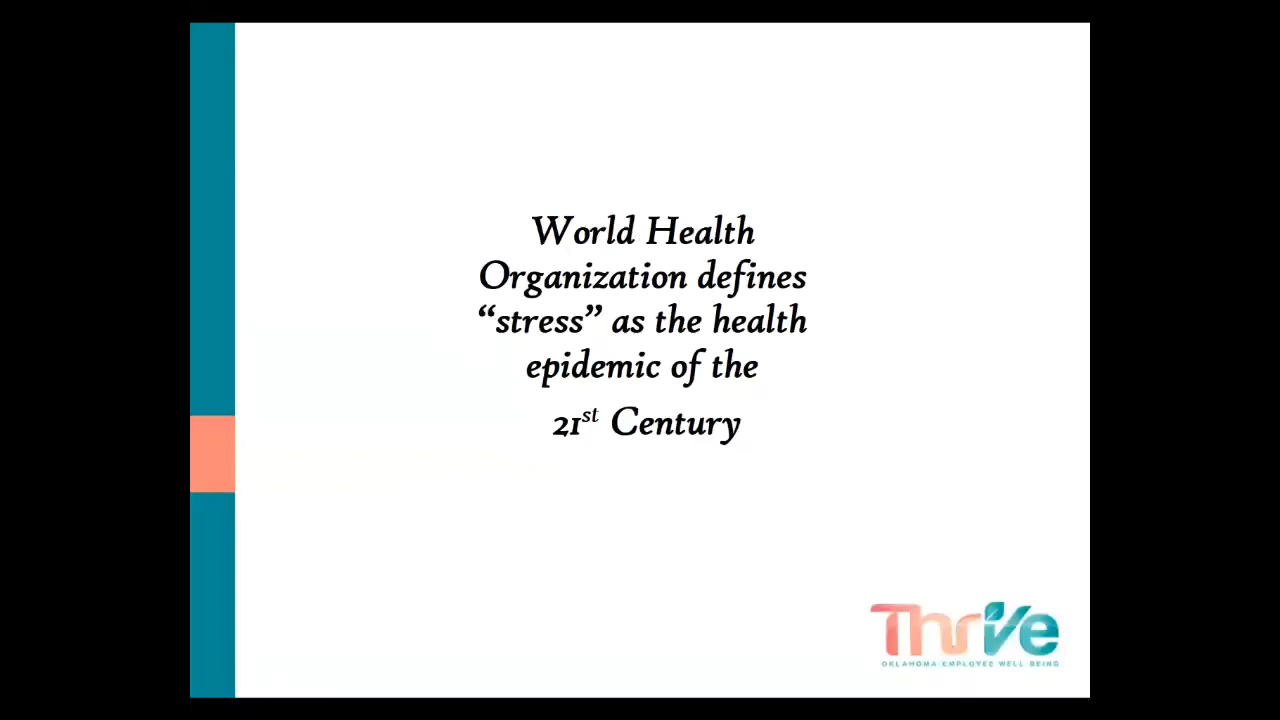 World Health
Organization defines
“stress” as the health
epidemic of the
21st Century
Thrive
OKLAHOMA EMPLOYEE WELL BEING